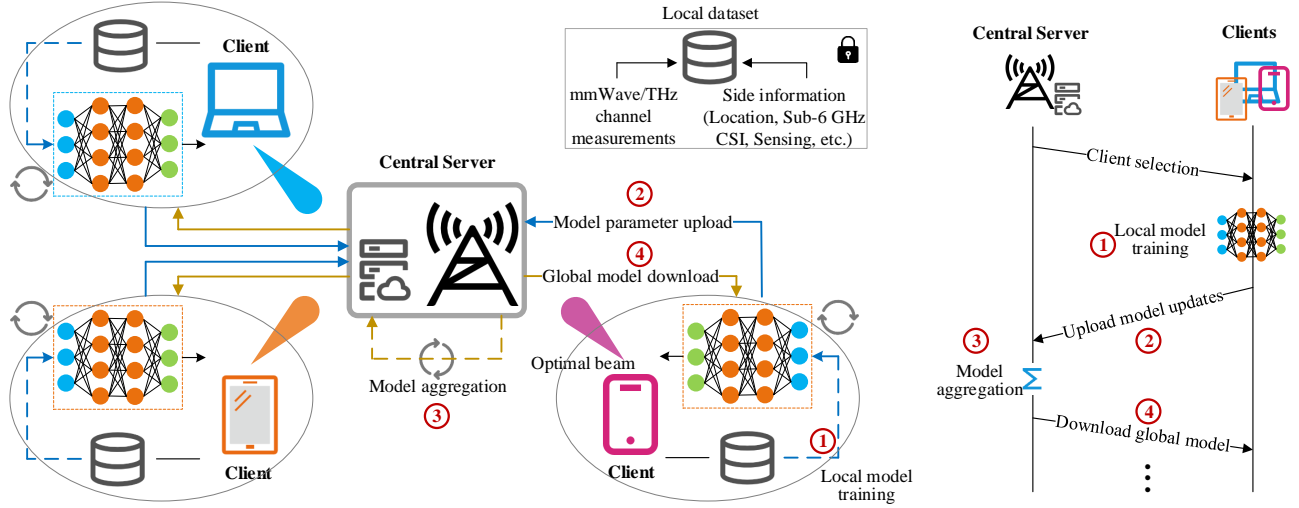 Local dataset
Client
mmWave/THz
channel
measurements
Side information
(Location, Sub-6 GHz
CSI, Sensing, etc.)
Central Server
②
Model parameter upload
④
Global model download
Optimal beam
Model aggregation
③
Client
Client
①
Local model
training
Central Server
Clients
Client selection
①
Local model
training
Upload model updates
②
③
Model
aggregation
Σ
④
Download global model